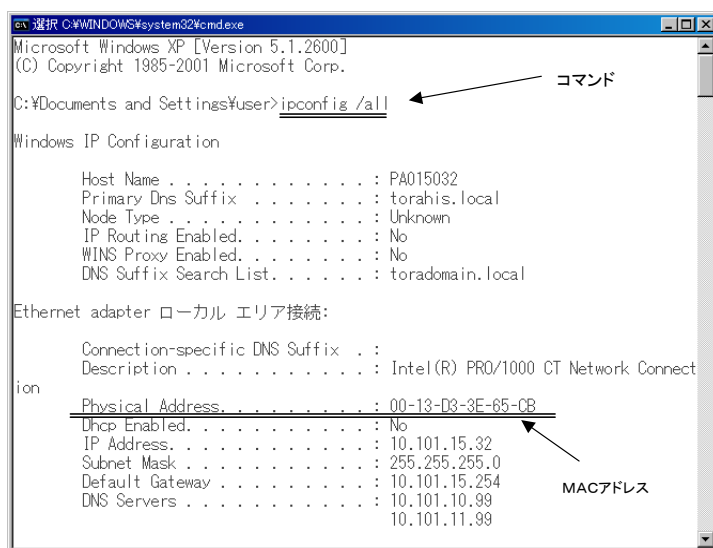 選択 C:¥WINDOWS¥system32¥cmd.exe
Microsoft Windows XP [Version 5.1.2600]
(C) Copyright 1985-2001 Microsoft Corp.
コマンド
C:¥Documents and Settings¥user>ipconfig /all
Windows IP Configuration
Host Name . . . . . . . . . . . . : PA015032
Primary Dns Suffix  . . . . . . . : torahis.local
Node Type . . . . . . . . . . . . : Unknown
IP Routing Enabled. . . . . . . . : No
WINS Proxy Enabled. . . . . . . . : No
DNS Suffix Search List. . . . . . : toradomain.local
Ethernet adapter ローカル エリア接続:
Connection-specific DNS Suffix  . :
Description . . . . . . . . . . . : Intel(R) PRO/1000 CT Network Connect
ion
Physical Address. . . . . . . . . : 00-13-D3-3E-65-CB
Dhcp Enabled. . . . . . . . . . . : No
IP Address. . . . . . . . . . . . : 10.101.15.32
Subnet Mask . . . . . . . . . . . : 255.255.255.0
Default Gateway . . . . . . . . . : 10.101.15.254
MACアドレス
DNS Servers . . . . . . . . . . . : 10.101.10.99
10.101.11.99